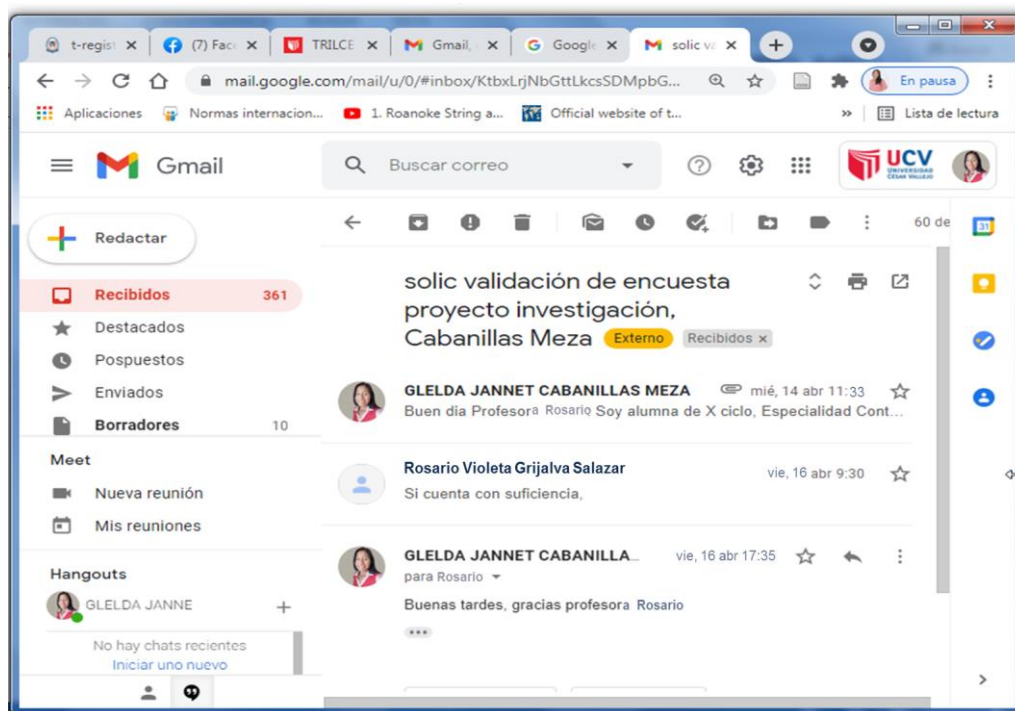 t-regist
(7) Fac
TRILCE
Gmail,
Google
solic va
mail.google.com/mail/u/0/#inbox/KtbxLrjNbGttLkcsSDMpbG...
En pausa
Aplicaciones
Normas internacion...
1. Roanoke String a...
Official website of t...
»
Lista de lectura
Gmail
Buscar correo
UCV
UNIVERSIDAD
CÉSAR VALLEJO
Redactar
60 de
31
Recibidos 361
Destacados
Pospuestos
Enviados
Borradores 10
Meet
Nueva reunión
Mis reuniones
Hangouts
GLELDA JANNE
No hay chats recientes
Iniciar uno nuevo
solic validación de encuesta
proyecto investigación,
Cabanillas Meza Externo Recibidos x
GLELDA JANNET CABANILLAS MEZA mié, 14 abr 11:33
Buen dia Profesora Rosario Soy alumna de X ciclo, Especialidad Cont...
Rosario Violeta Grijalva Salazar vie, 16 abr 9:30
Si cuenta con suficiencia,
GLELDA JANNET CABANILLA... vie, 16 abr 17:35
para Rosario
Buenas tardes, gracias profesora Rosario